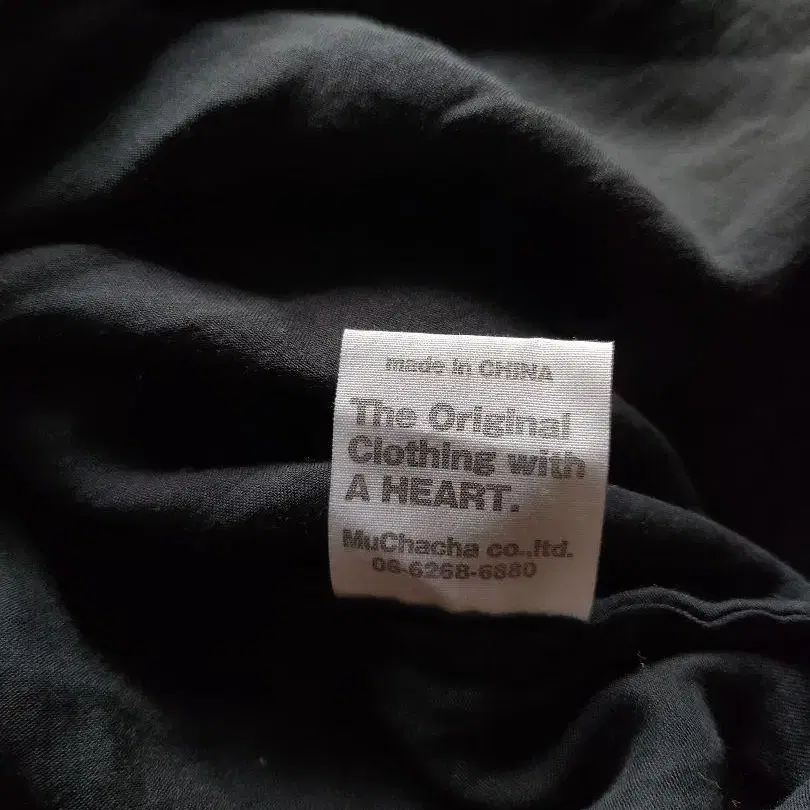 made in CHINA
The Original
Clothing with
A HEART.
MuChacha co.,ltd.
06-6268-6880